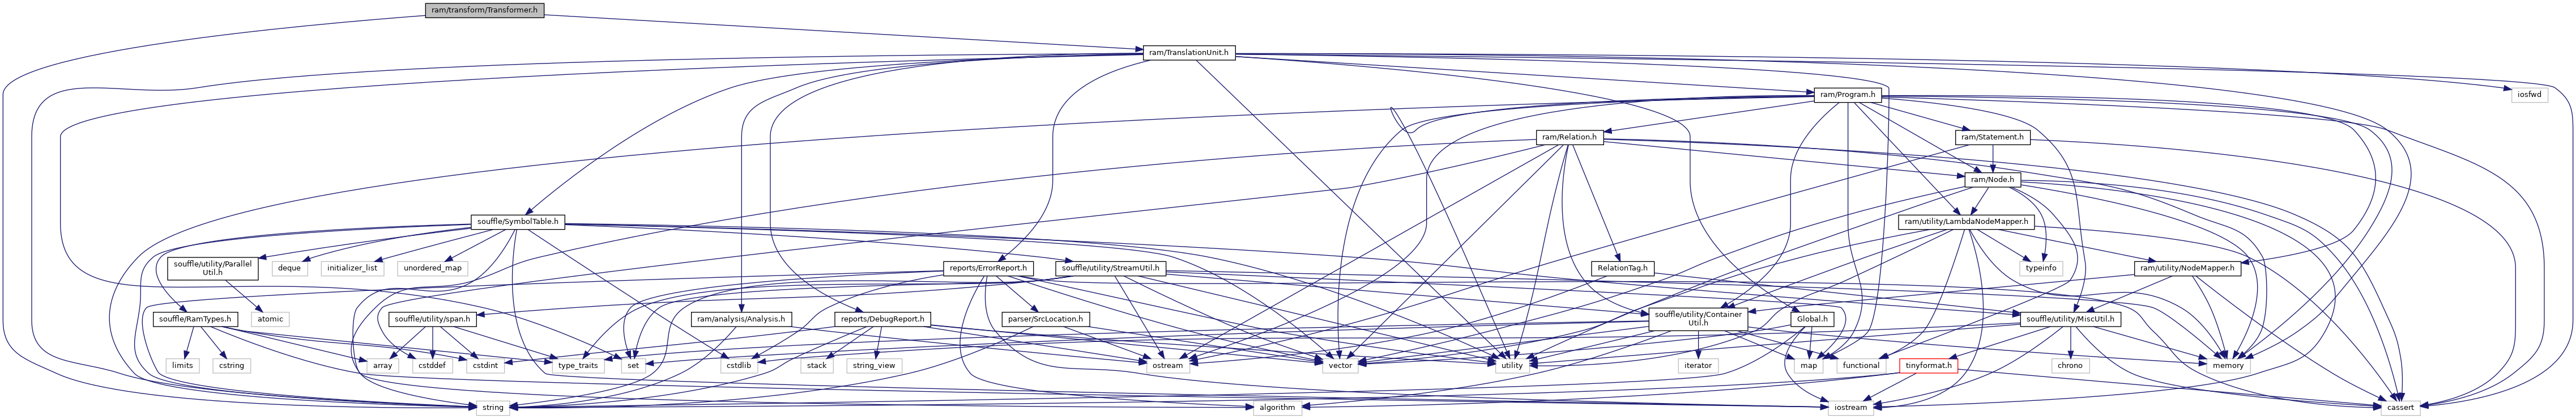 ram/transform/Transformer.h
ram/TranslationUnit.h
ram/Program.h
iosfwd
ram/Relation.h
ram/Statement.h
ram/Node.h
souffle/SymbolTable.h
ram/utility/LambdaNodeMapper.h
souffle/utility/Parallel
Util.h
deque
initializer_list
unordered_map
reports/ErrorReport.h
souffle/utility/StreamUtil.h
RelationTag.h
typeinfo
ram/utility/NodeMapper.h
souffle/RamTypes.h
atomic
souffle/utility/span.h
ram/analysis/Analysis.h
reports/DebugReport.h
parser/SrcLocation.h
souffle/utility/Container
Util.h
Global.h
souffle/utility/MiscUtil.h
limits
cstring
array
cstddef
cstdint
type_traits
set
cstdlib
stack
string_view
ostream
utility
vector
iterator
map
functional
tinyformat.h
chrono
memory
string
algorithm
iostream
cassert